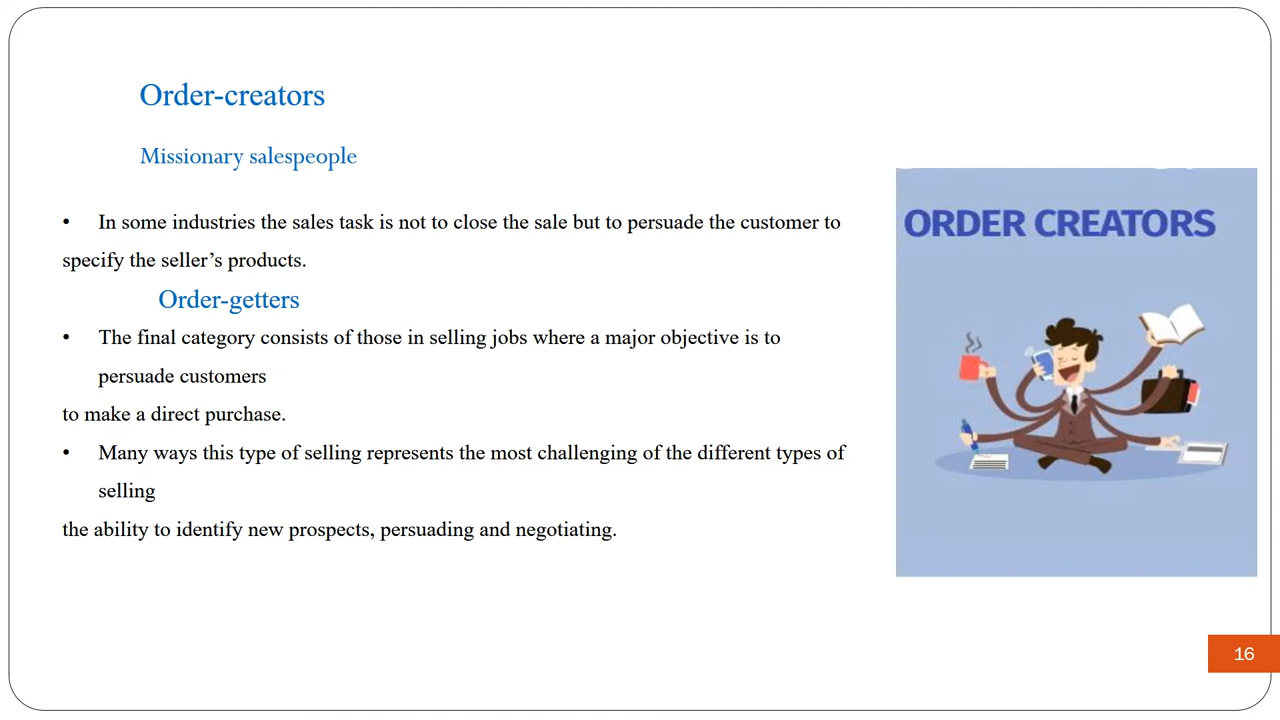 Order-creators
Missionary salespeople
• In some industries the sales task is not to close the sale but to persuade the customer to
specify the seller’s products.
Order-getters
• The final category consists of those in selling jobs where a major objective is to
persuade customers
to make a direct purchase.
• Many ways this type of selling represents the most challenging of the different types of
selling
the ability to identify new prospects, persuading and negotiating.
ORDER CREATORS
16